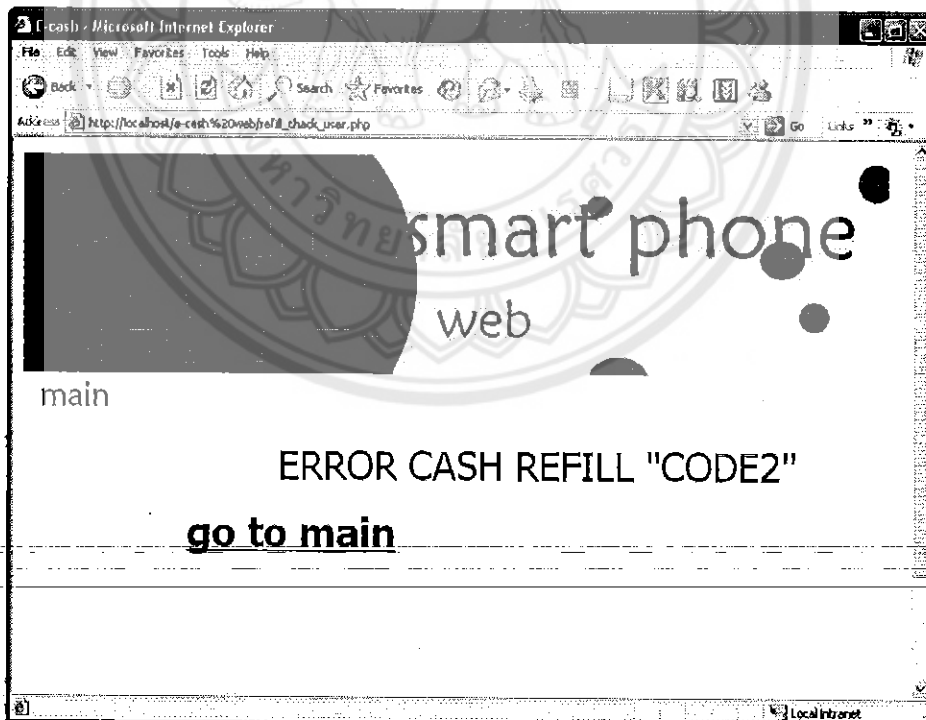 E-cash - Microsoft Internet Explorer
File Edit View Favorites Tools Help
Back Search Favorites
Address http://localhost/e-cash%20web/refill_chack_user.php Go Links »
smart phone
web
main
ERROR CASH REFILL "CODE2"
go to main
Local intranet